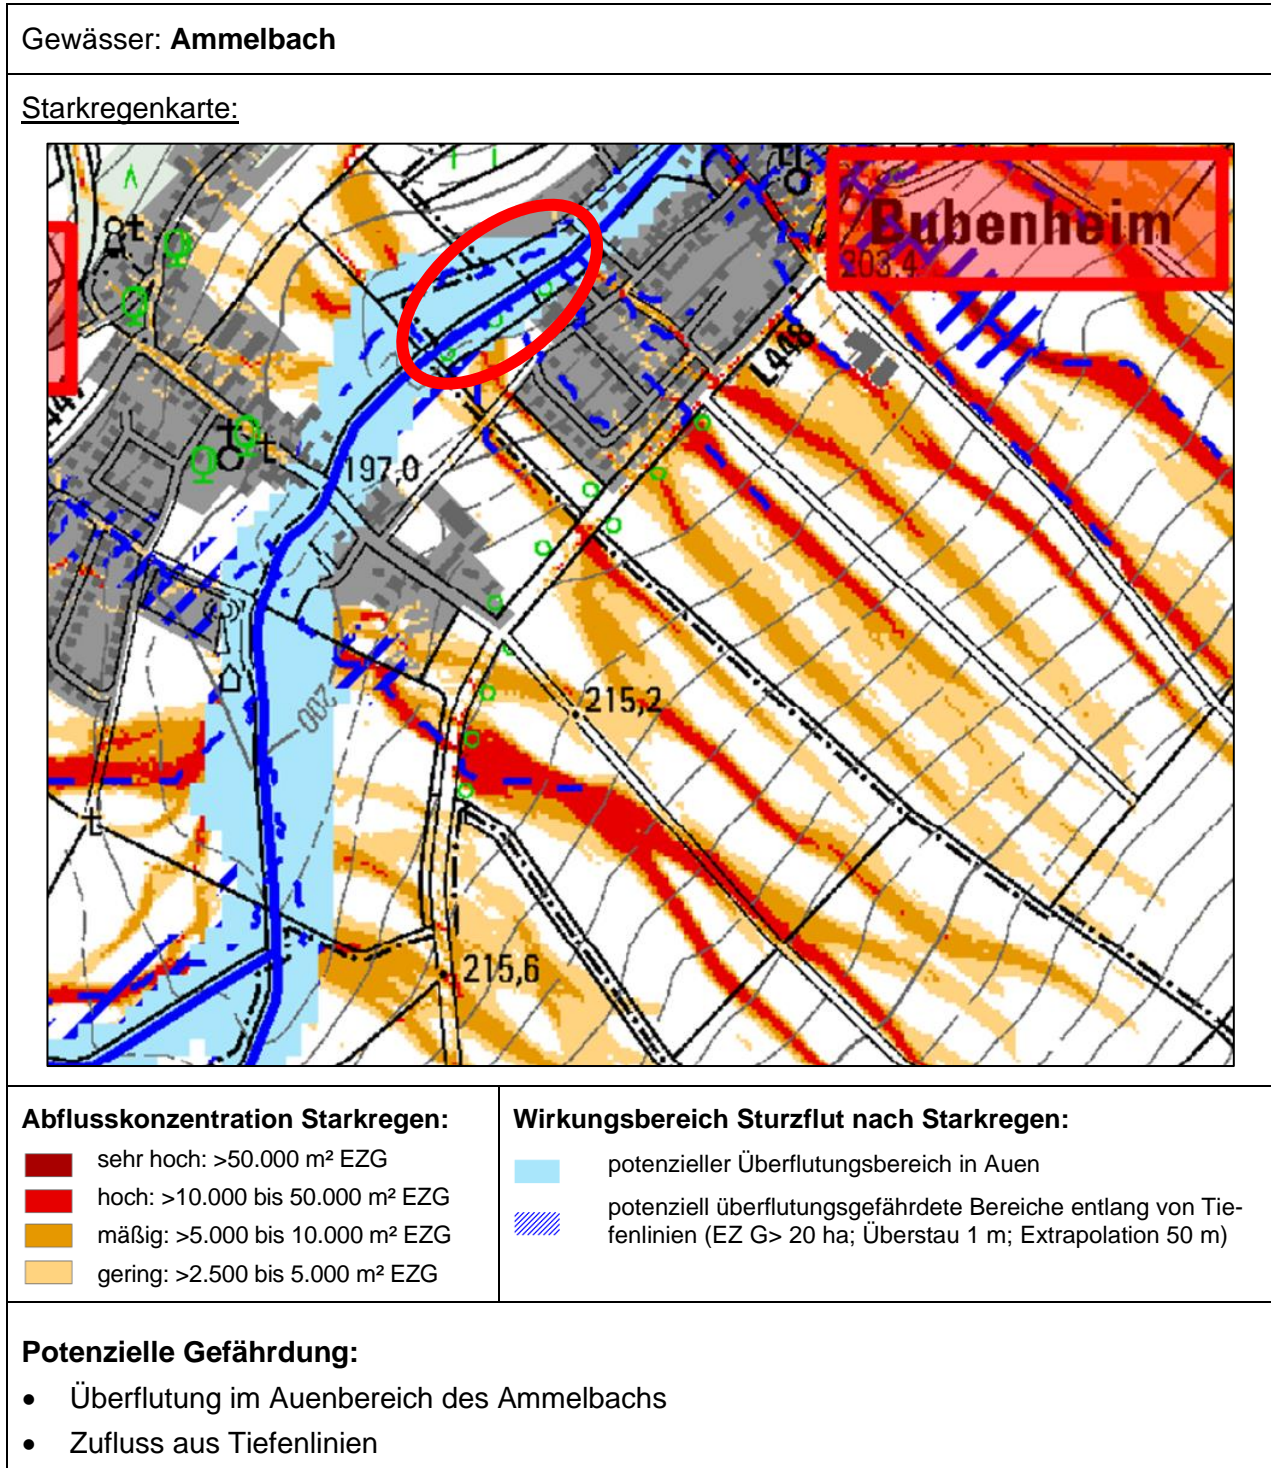 Gewässer: Ammelbach
Starkregenkarte:
Bubenheim
203,4
L448
197,0
200
215,2
215,6
Abflusskonzentration Starkregen:
sehr hoch: >50.000 m² EZG
hoch: >10.000 bis 50.000 m² EZG
mäßig: >5.000 bis 10.000 m² EZG
gering: >2.500 bis 5.000 m² EZG
Wirkungsbereich Sturzflut nach Starkregen:
potenzieller Überflutungsbereich in Auen
potenziell überflutungsgefährdete Bereiche entlang von Tie-
fenlinien (EZ G> 20 ha; Überstau 1 m; Extrapolation 50 m)
Potenzielle Gefährdung:
• Überflutung im Auenbereich des Ammelbachs
• Zufluss aus Tiefenlinien